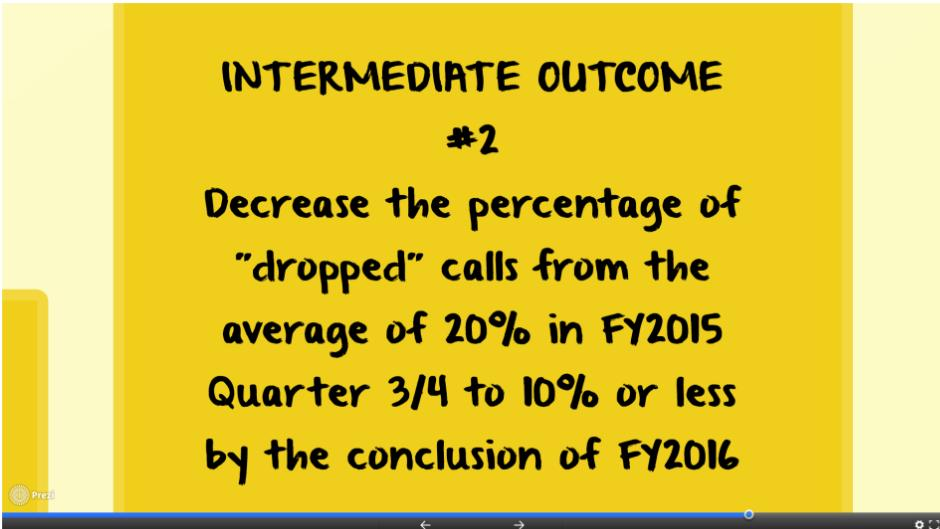 INTERMEDIATE OUTCOME
#2
Decrease the percentage of
"dropped" calls from the
average of 20% in FY2015
Quarter 3/4 to 10% or less
by the conclusion of FY2016
Prezi